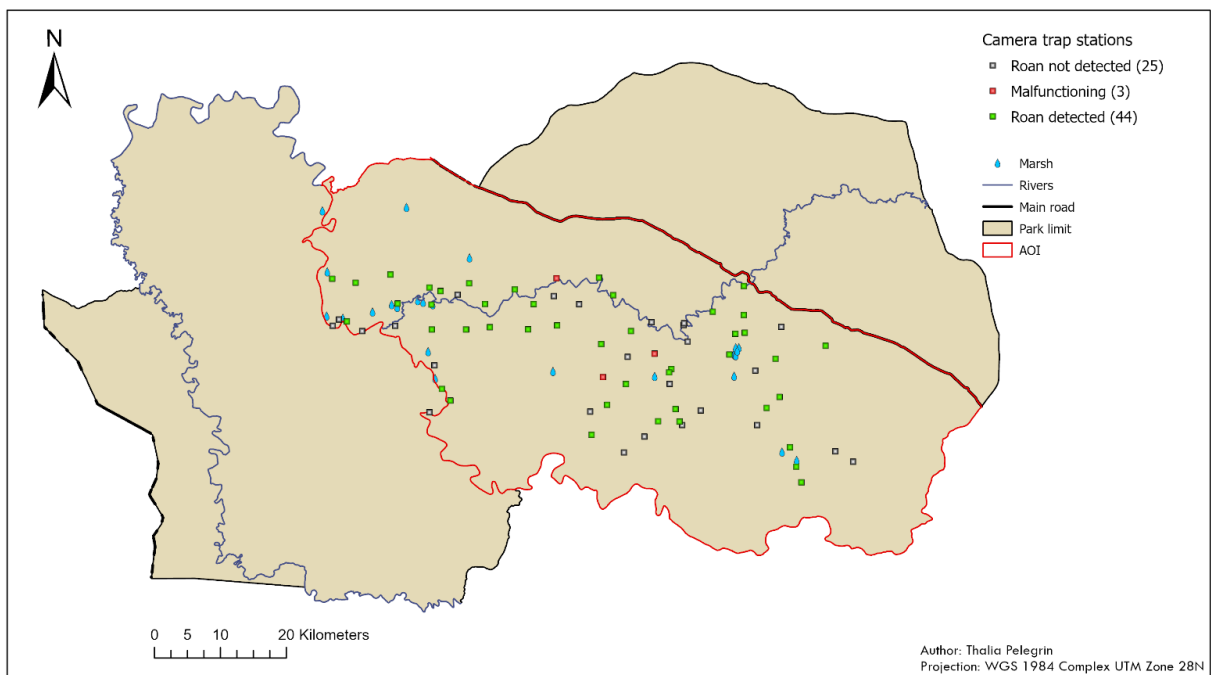 N
Camera trap stations
Roan not detected (25)
Malfunctioning (3)
Roan detected (44)
Marsh
Rivers
Main road
Park limit
AOI
0 5 10 20 Kilometers
Author: Thalia Pelegrin
Projection: WGS 1984 Complex UTM Zone 28N